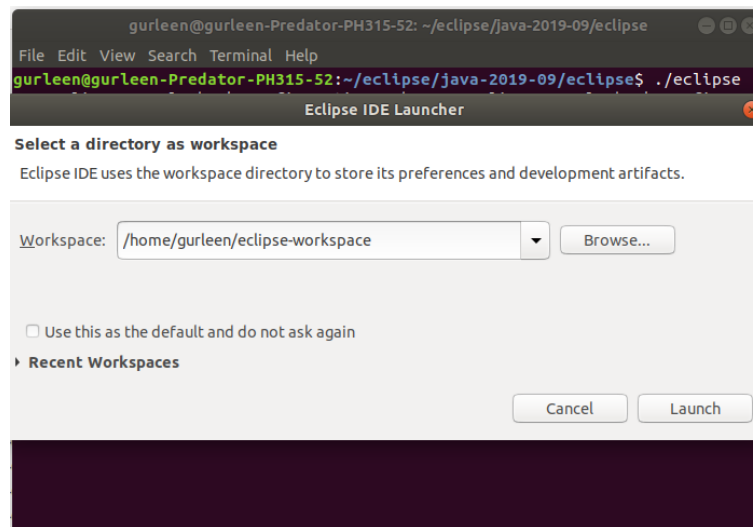 gurleen@gurleen-Predator-PH315-52: ~/eclipse/java-2019-09/eclipse
File Edit View Search Terminal Help
gurleen@gurleen-Predator-PH315-52:~/eclipse/java-2019-09/eclipse$ ./eclipse
Eclipse IDE Launcher
Select a directory as workspace
Eclipse IDE uses the workspace directory to store its preferences and development artifacts.
Workspace: /home/gurleen/eclipse-workspace Browse...
Use this as the default and do not ask again
Recent Workspaces
Cancel Launch